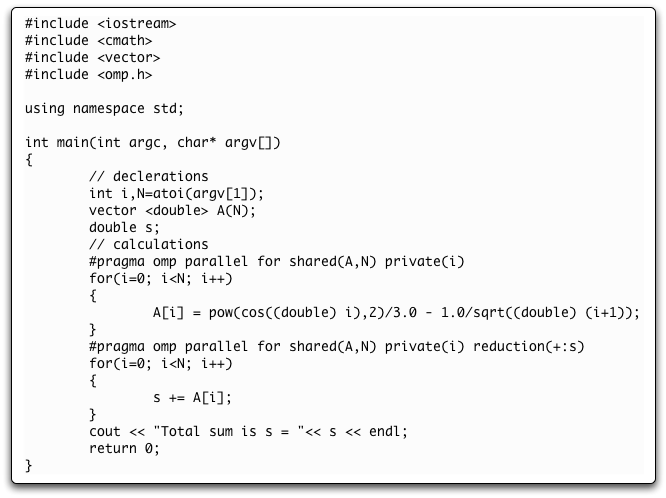 #include <iostream>
#include <cmath>
#include <vector>
#include <omp.h>

using namespace std;

int main(int argc, char* argv[])
{
        // declerations
        int i,N=atoi(argv[1]);
        vector <double> A(N);
        double s;
        // calculations
        #pragma omp parallel for shared(A,N) private(i)
        for(i=0; i<N; i++)
        {
                A[i] = pow(cos((double) i),2)/3.0 - 1.0/sqrt((double) (i+1));
        }
        #pragma omp parallel for shared(A,N) private(i) reduction(+:s)
        for(i=0; i<N; i++)
        {
                s += A[i];
        }
        cout << "Total sum is s = "<< s << endl;
        return 0;
}